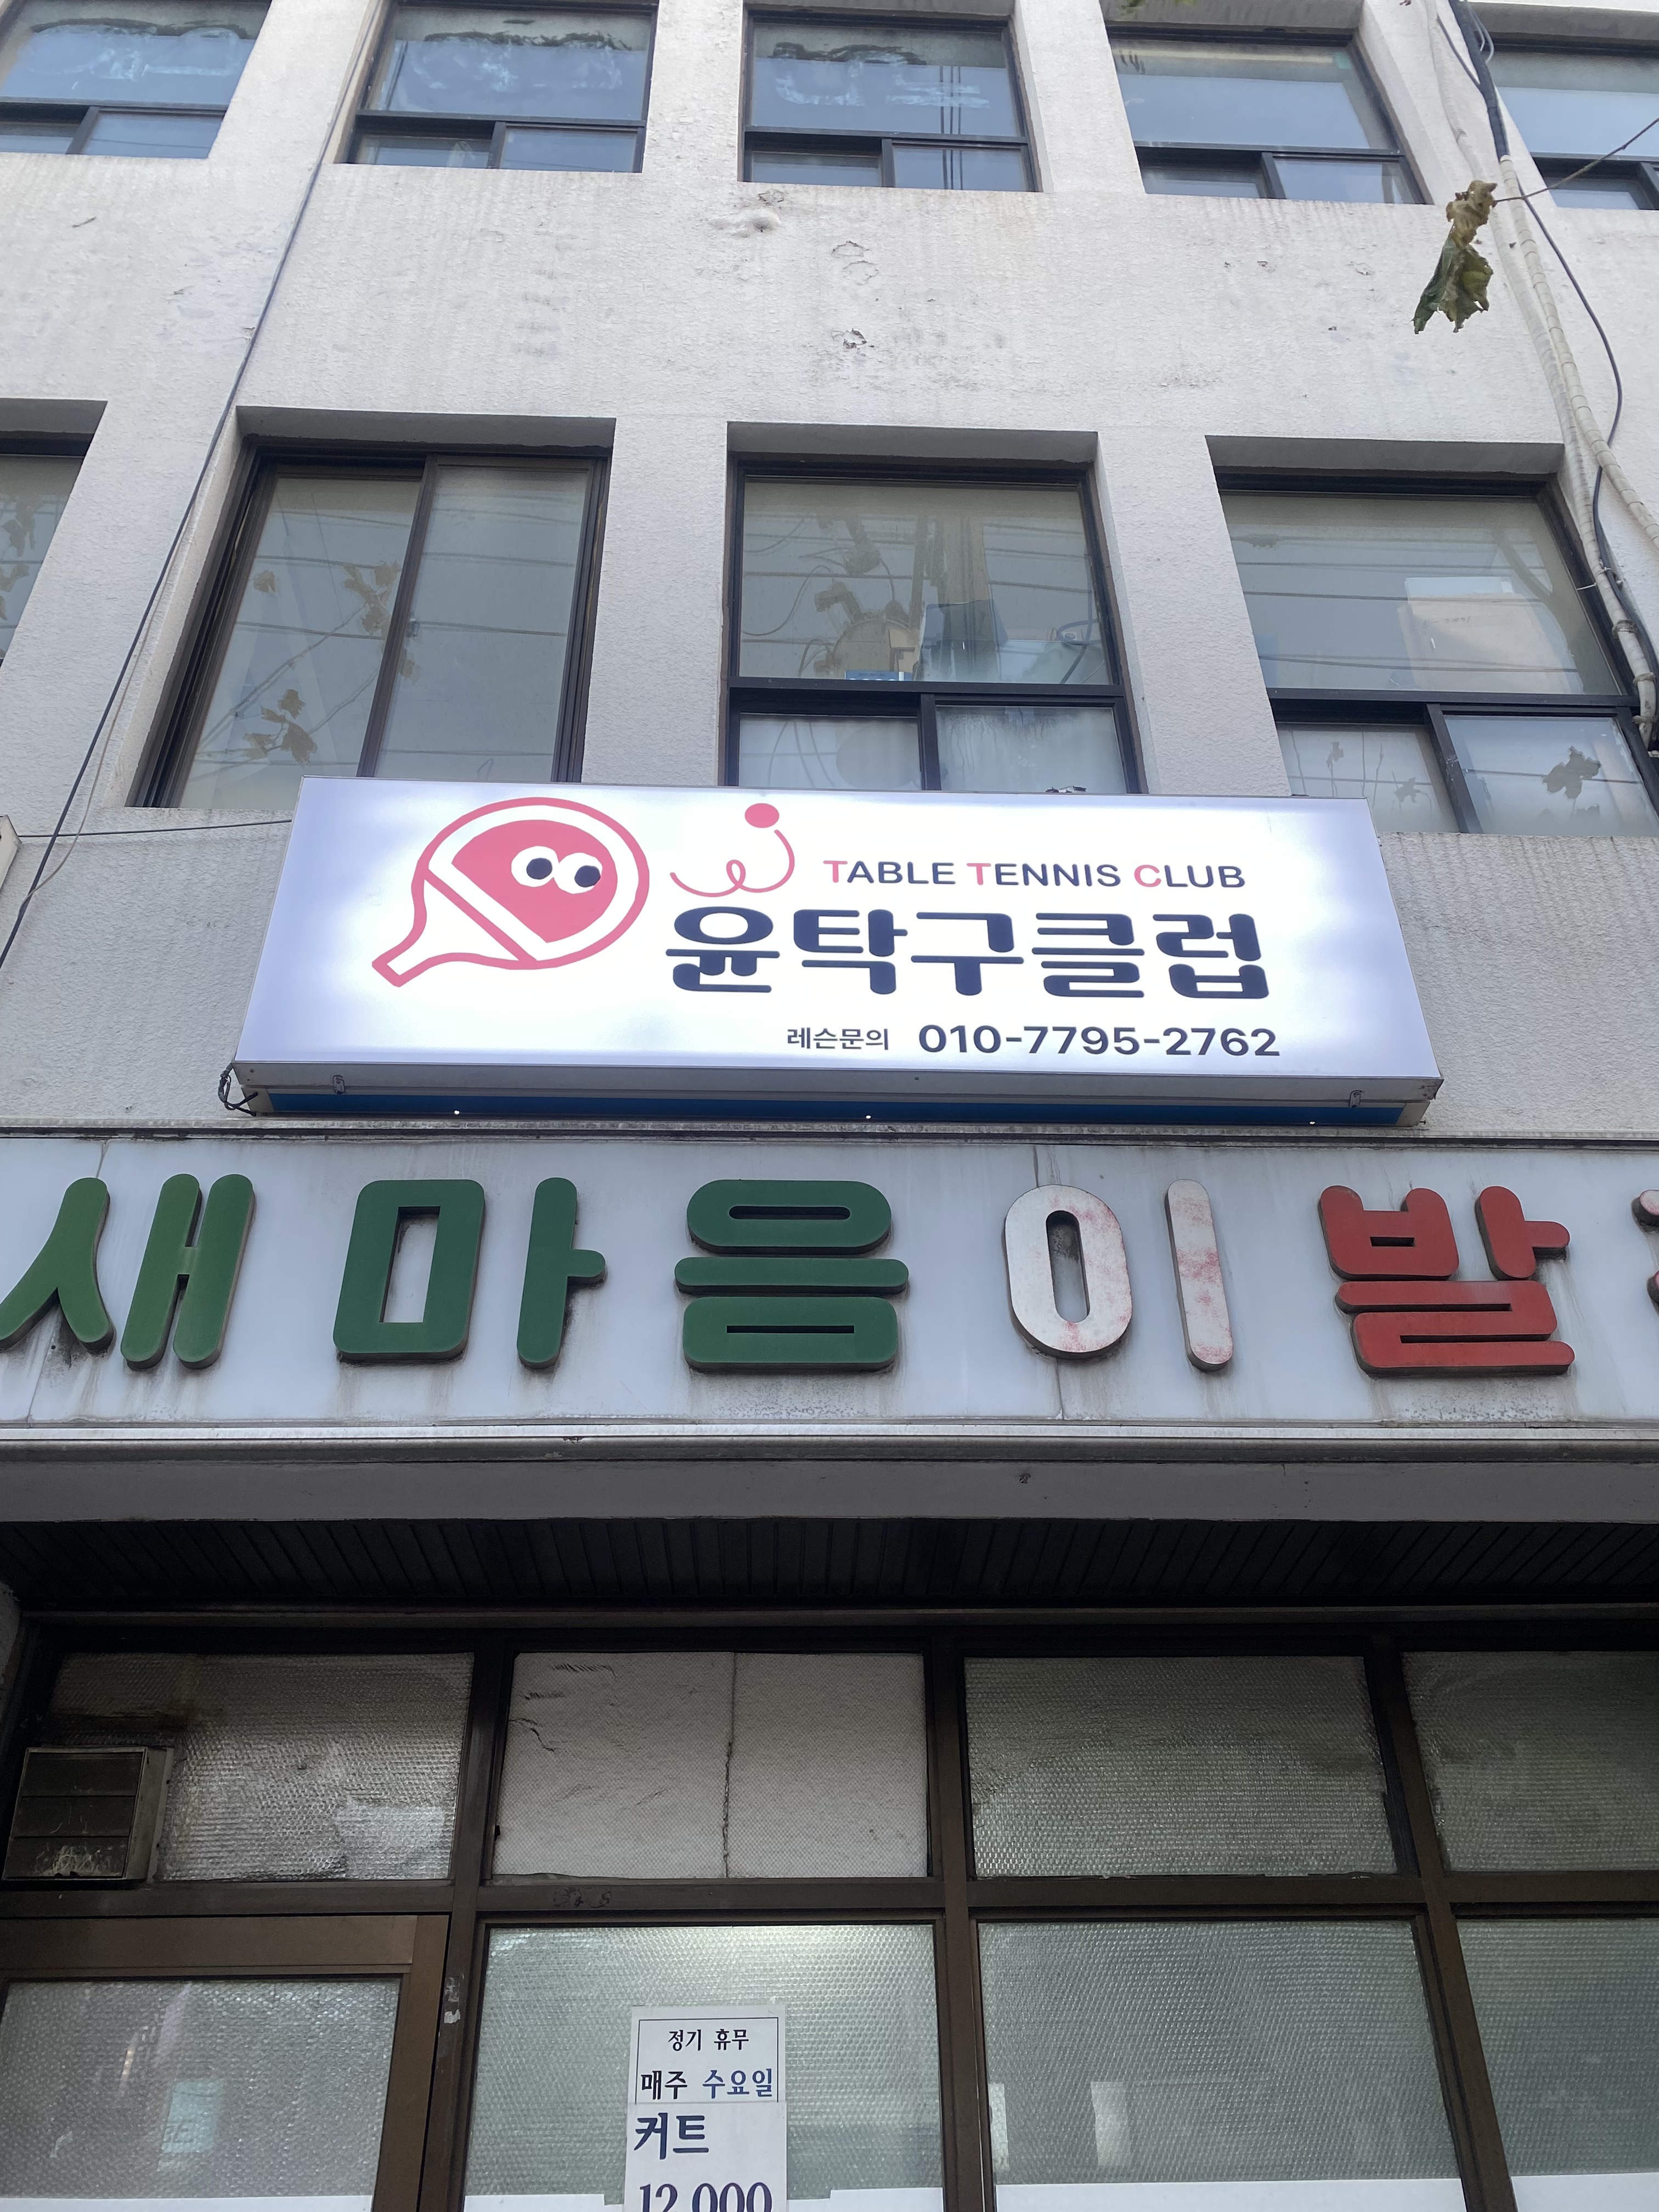 TABLE TENNIS CLUB
윤탁구클럽
레슨문의 010-7795-2762
새마음이발
정기 휴무
매주 수요일
커트
12,000